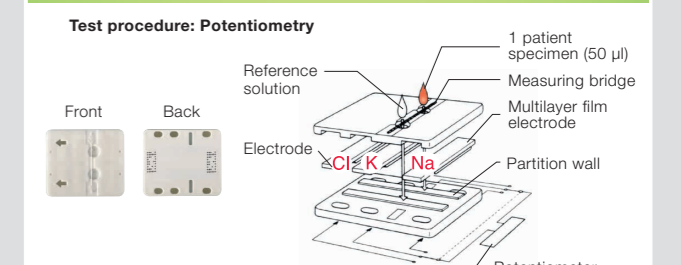 Test procedure: Potentiometry
1 patient
specimen (50 µl)
Reference
solution
Measuring bridge
Front
Back
Multilayer film
electrode
Electrode
Cl K Na
Partition wall
Potentiometer